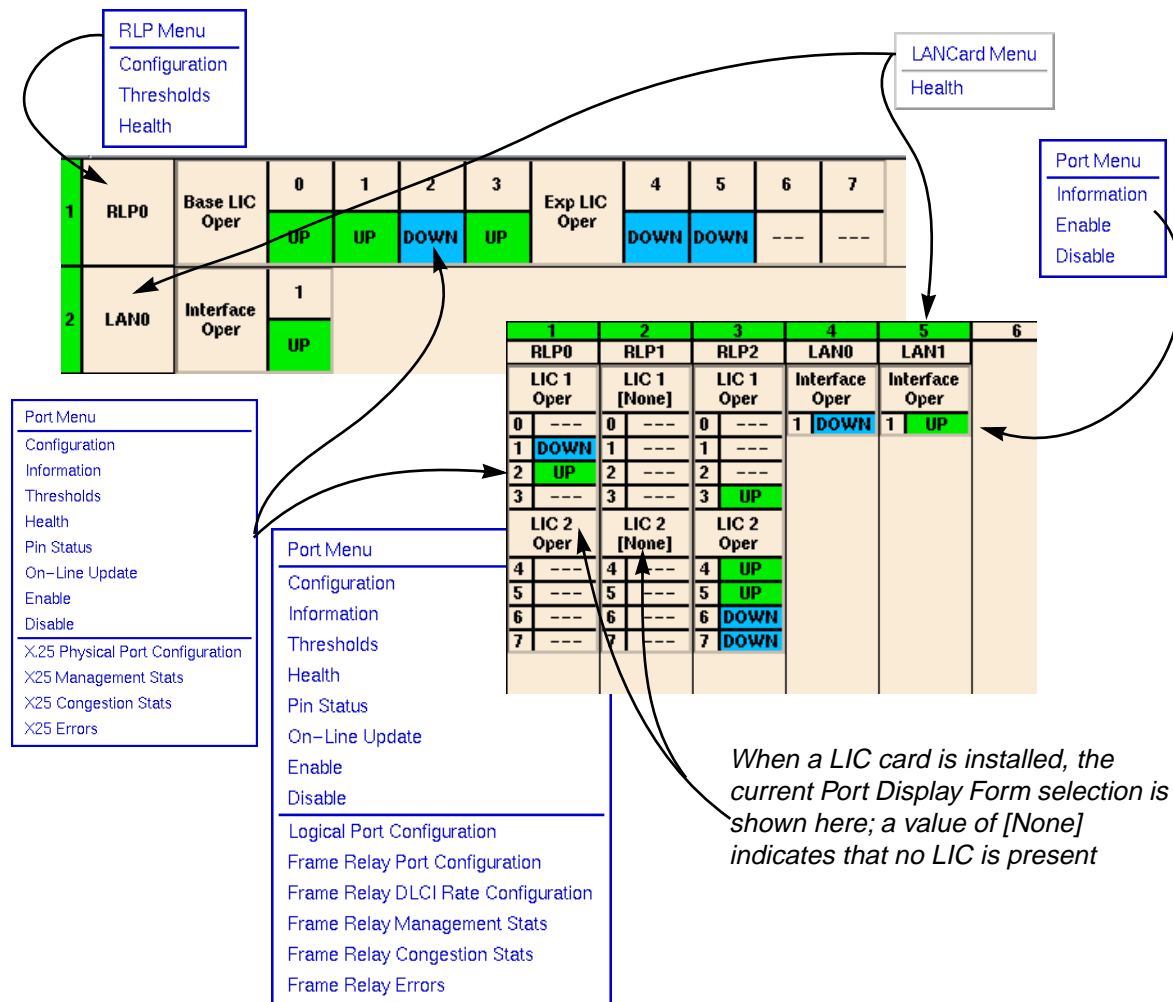 RLP Menu
Configuration
Thresholds
Health
LANCard Menu
Health
Port Menu
Information
Enable
Disable
1 RLP0 Base LIC Oper 0 1 2 3 Exp LIC Oper 4 5 6 7
UP UP DOWN UP DOWN DOWN --- ---
2 LAN0 Interface Oper 1
UP
1 2 3 4 5 6
RLP0 RLP1 RLP2 LAN0 LAN1
LIC 1 LIC 1 LIC 1 Interface Interface
Oper [None] Oper Oper Oper
0 --- 0 --- 0 --- 1 DOWN 1 UP
1 DOWN 1 --- 1 ---
2 UP 2 --- 2 ---
3 --- 3 --- 3 UP
LIC 2 LIC 2 LIC 2
Oper [None] Oper
4 --- 4 --- 4 UP
5 --- 5 --- 5 UP
6 --- 6 --- 6 DOWN
7 --- 7 --- 7 DOWN
Port Menu
Configuration
Information
Thresholds
Health
Pin Status
On-Line Update
Enable
Disable
X.25 Physical Port Configuration
X25 Management Stats
X25 Congestion Stats
X25 Errors
Port Menu
Configuration
Information
Thresholds
Health
Pin Status
On-Line Update
Enable
Disable
Logical Port Configuration
Frame Relay Port Configuration
Frame Relay DLCI Rate Configuration
Frame Relay Management Stats
Frame Relay Congestion Stats
Frame Relay Errors
When a LIC card is installed, the
current Port Display Form selection is
shown here; a value of [None]
indicates that no LIC is present